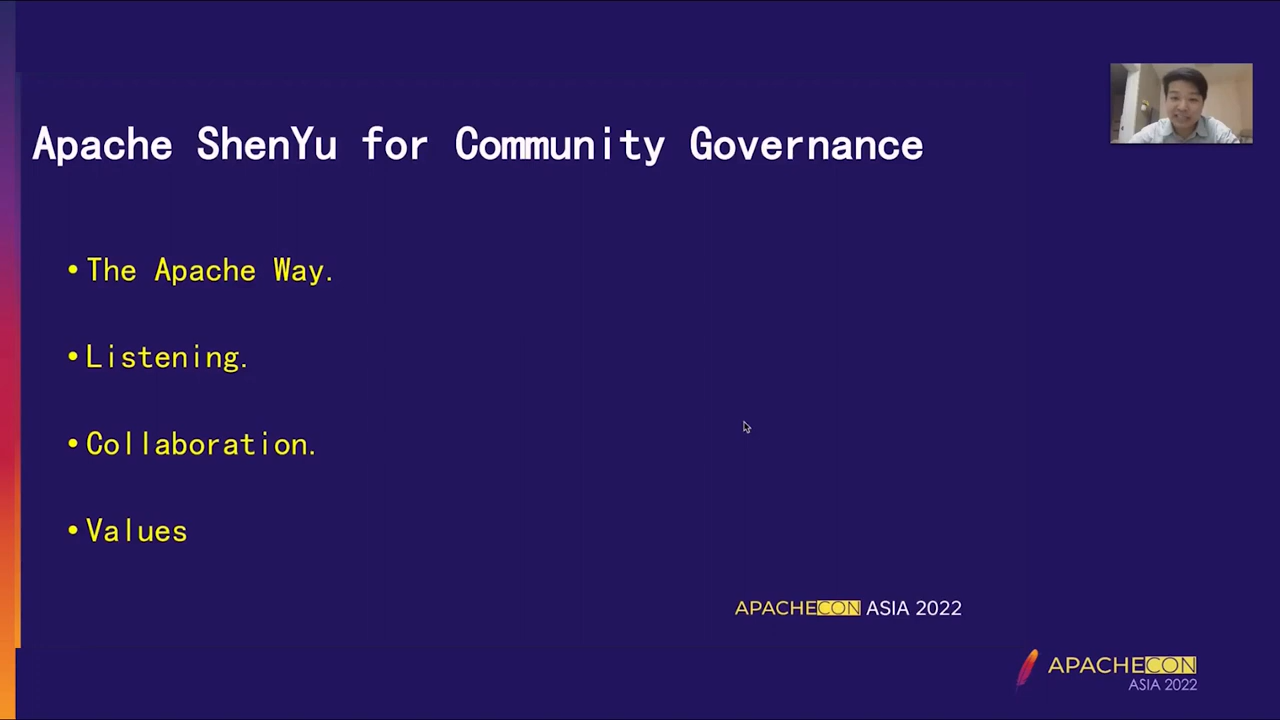 Apache ShenYu for Community Governance
• The Apache Way.
• Listening.
• Collaboration.
• Values
APACHECON ASIA 2022
APACHECON
ASIA 2022